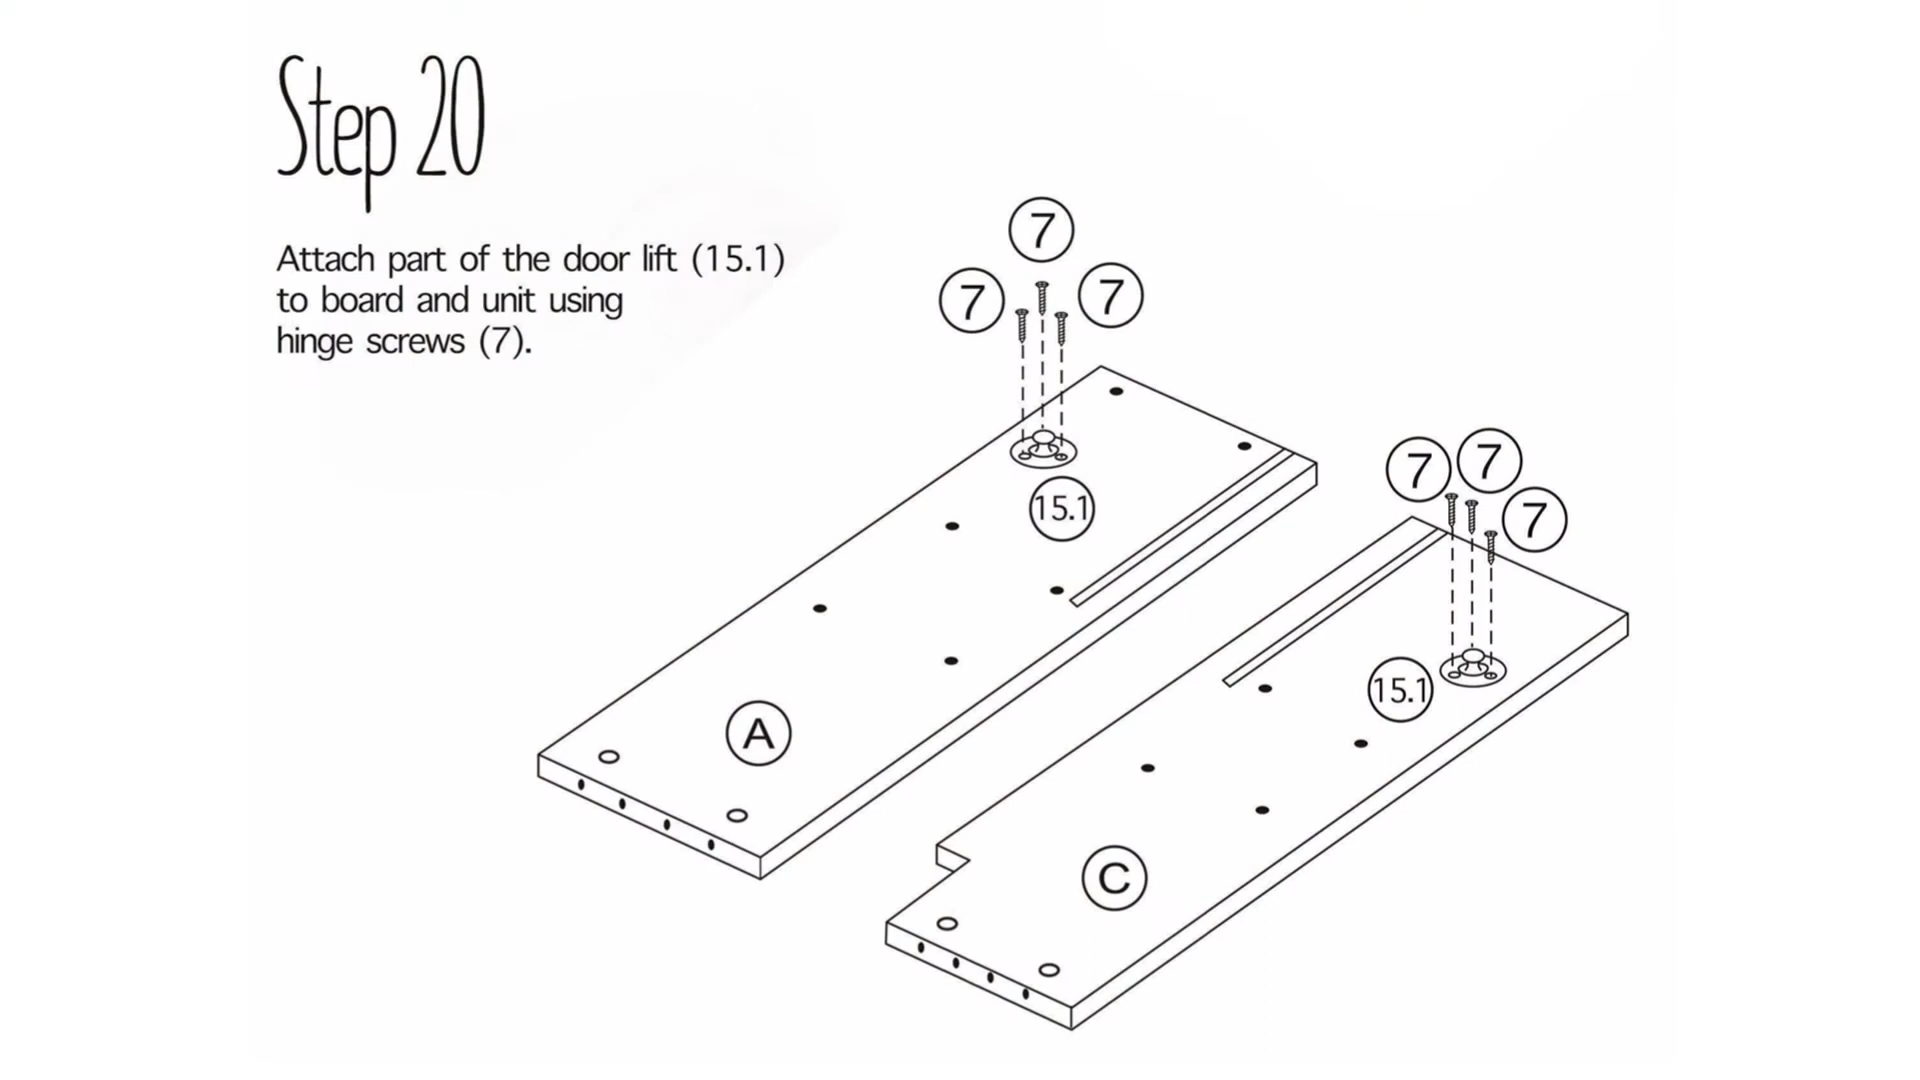 Step 20
Attach part of the door lift (15.1)
to board and unit using
hinge screws (7).
7
7
7
15.1
7
7
7
15.1
A
C